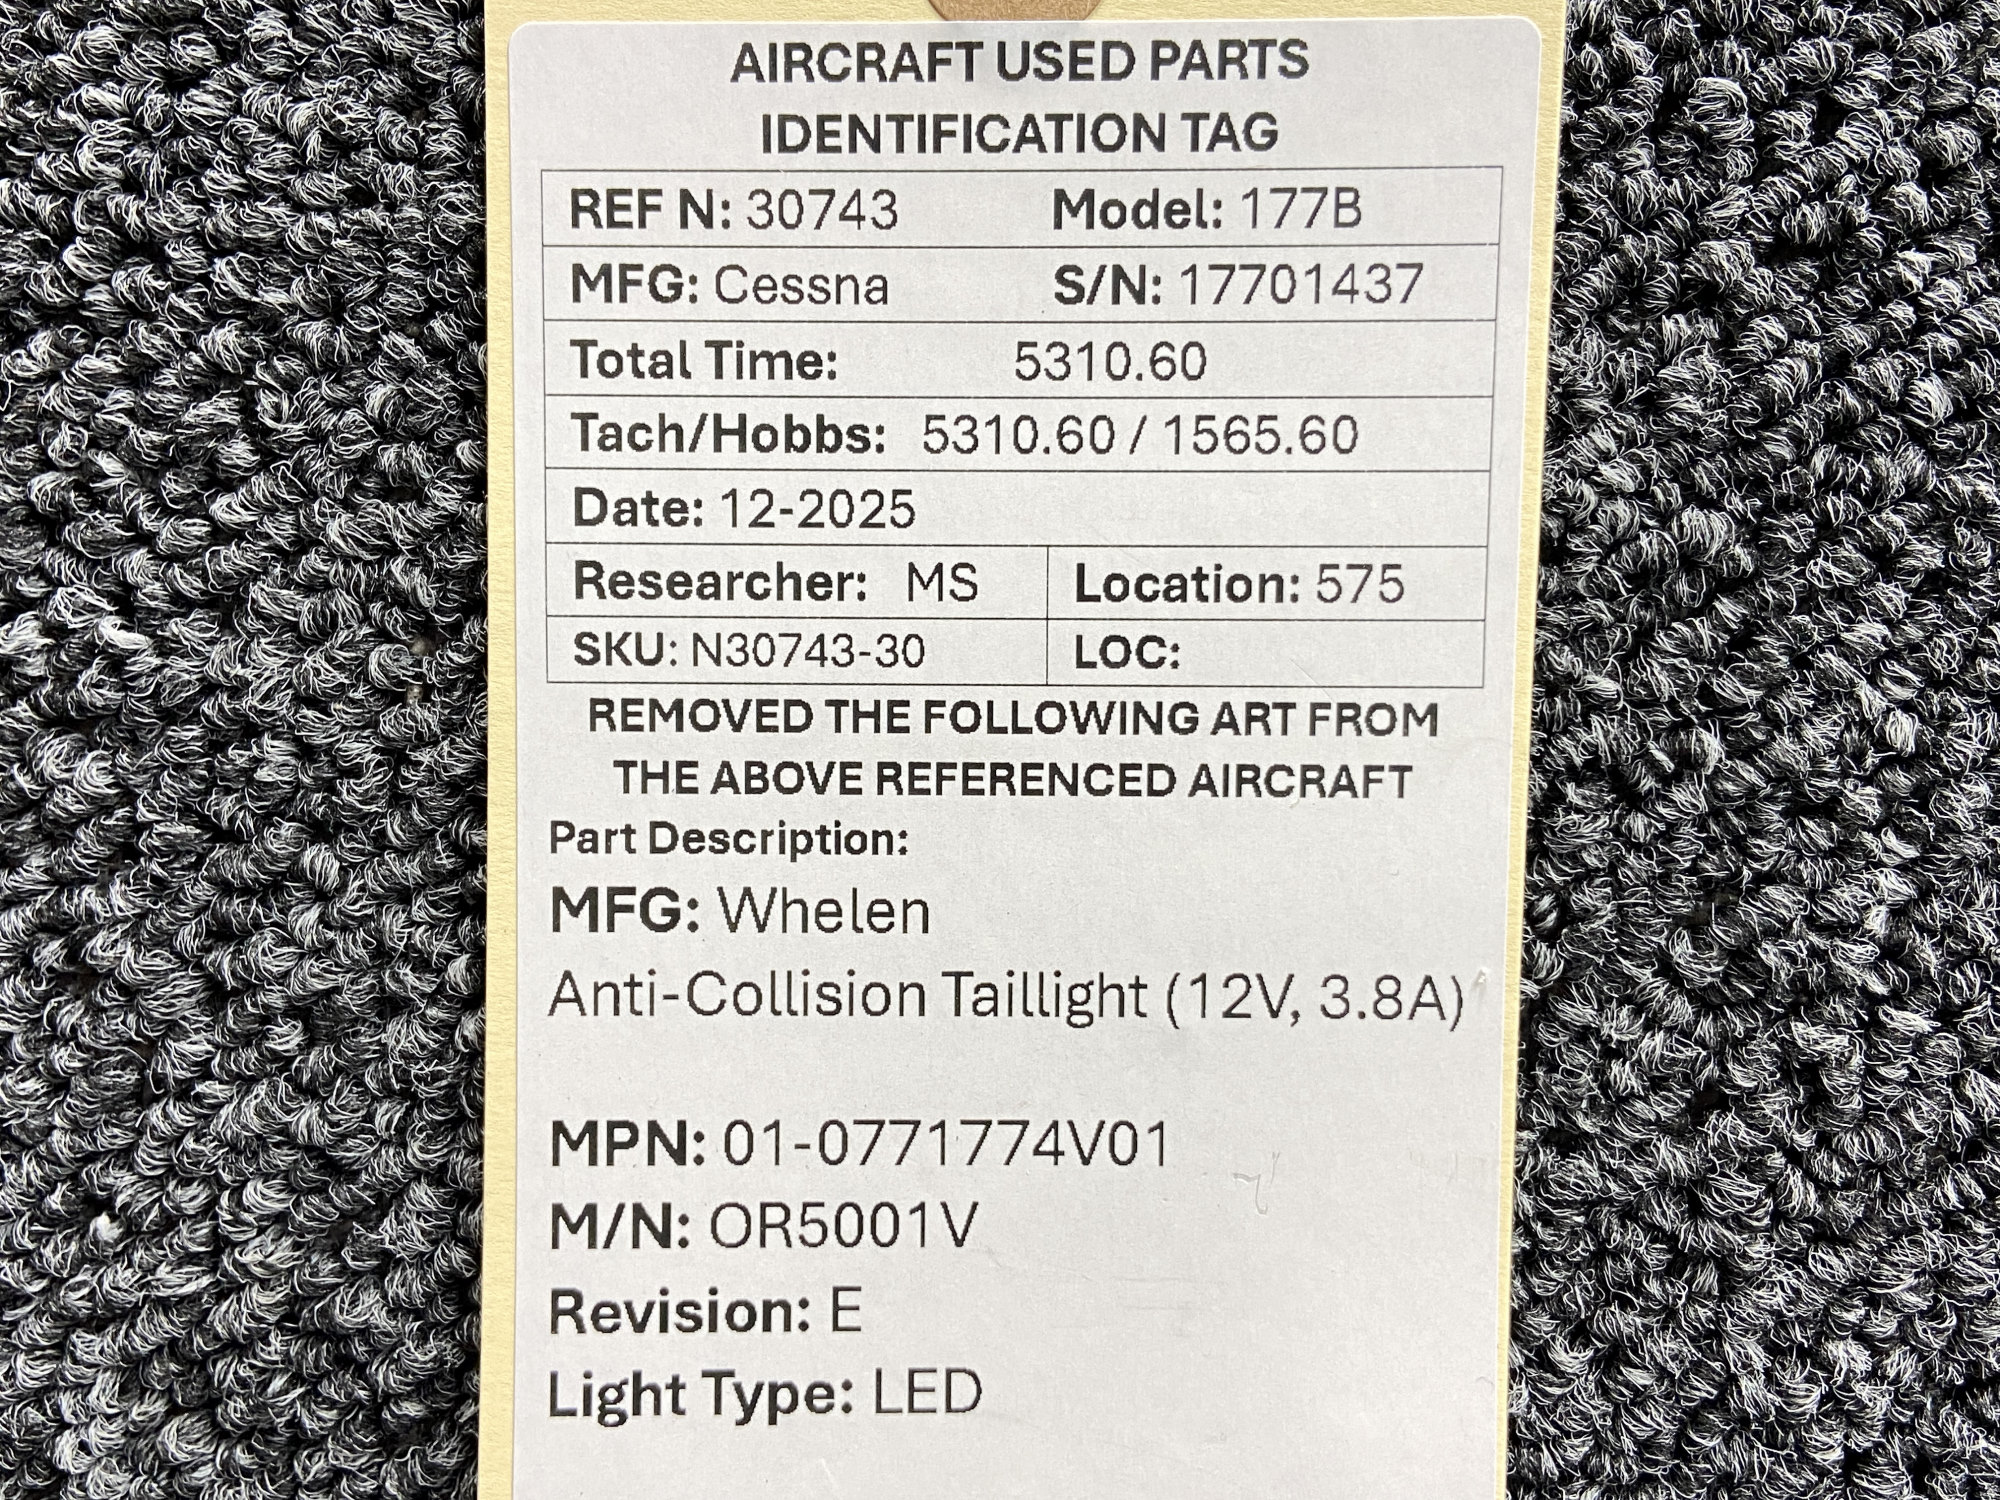 AIRCRAFT USED PARTS
IDENTIFICATION TAG
REF N: 30743 Model: 177B
MFG: Cessna S/N: 17701437
Total Time: 5310.60
Tach/Hobbs: 5310.60 / 1565.60
Date: 12-2025
Researcher: MS Location: 575
SKU: N30743-30 LOC:
REMOVED THE FOLLOWING ART FROM
THE ABOVE REFERENCED AIRCRAFT
Part Description:
MFG: Whelen
Anti-Collision Taillight (12V, 3.8A)
MPN: 01-0771774V01
M/N: OR5001V
Revision: E
Light Type: LED